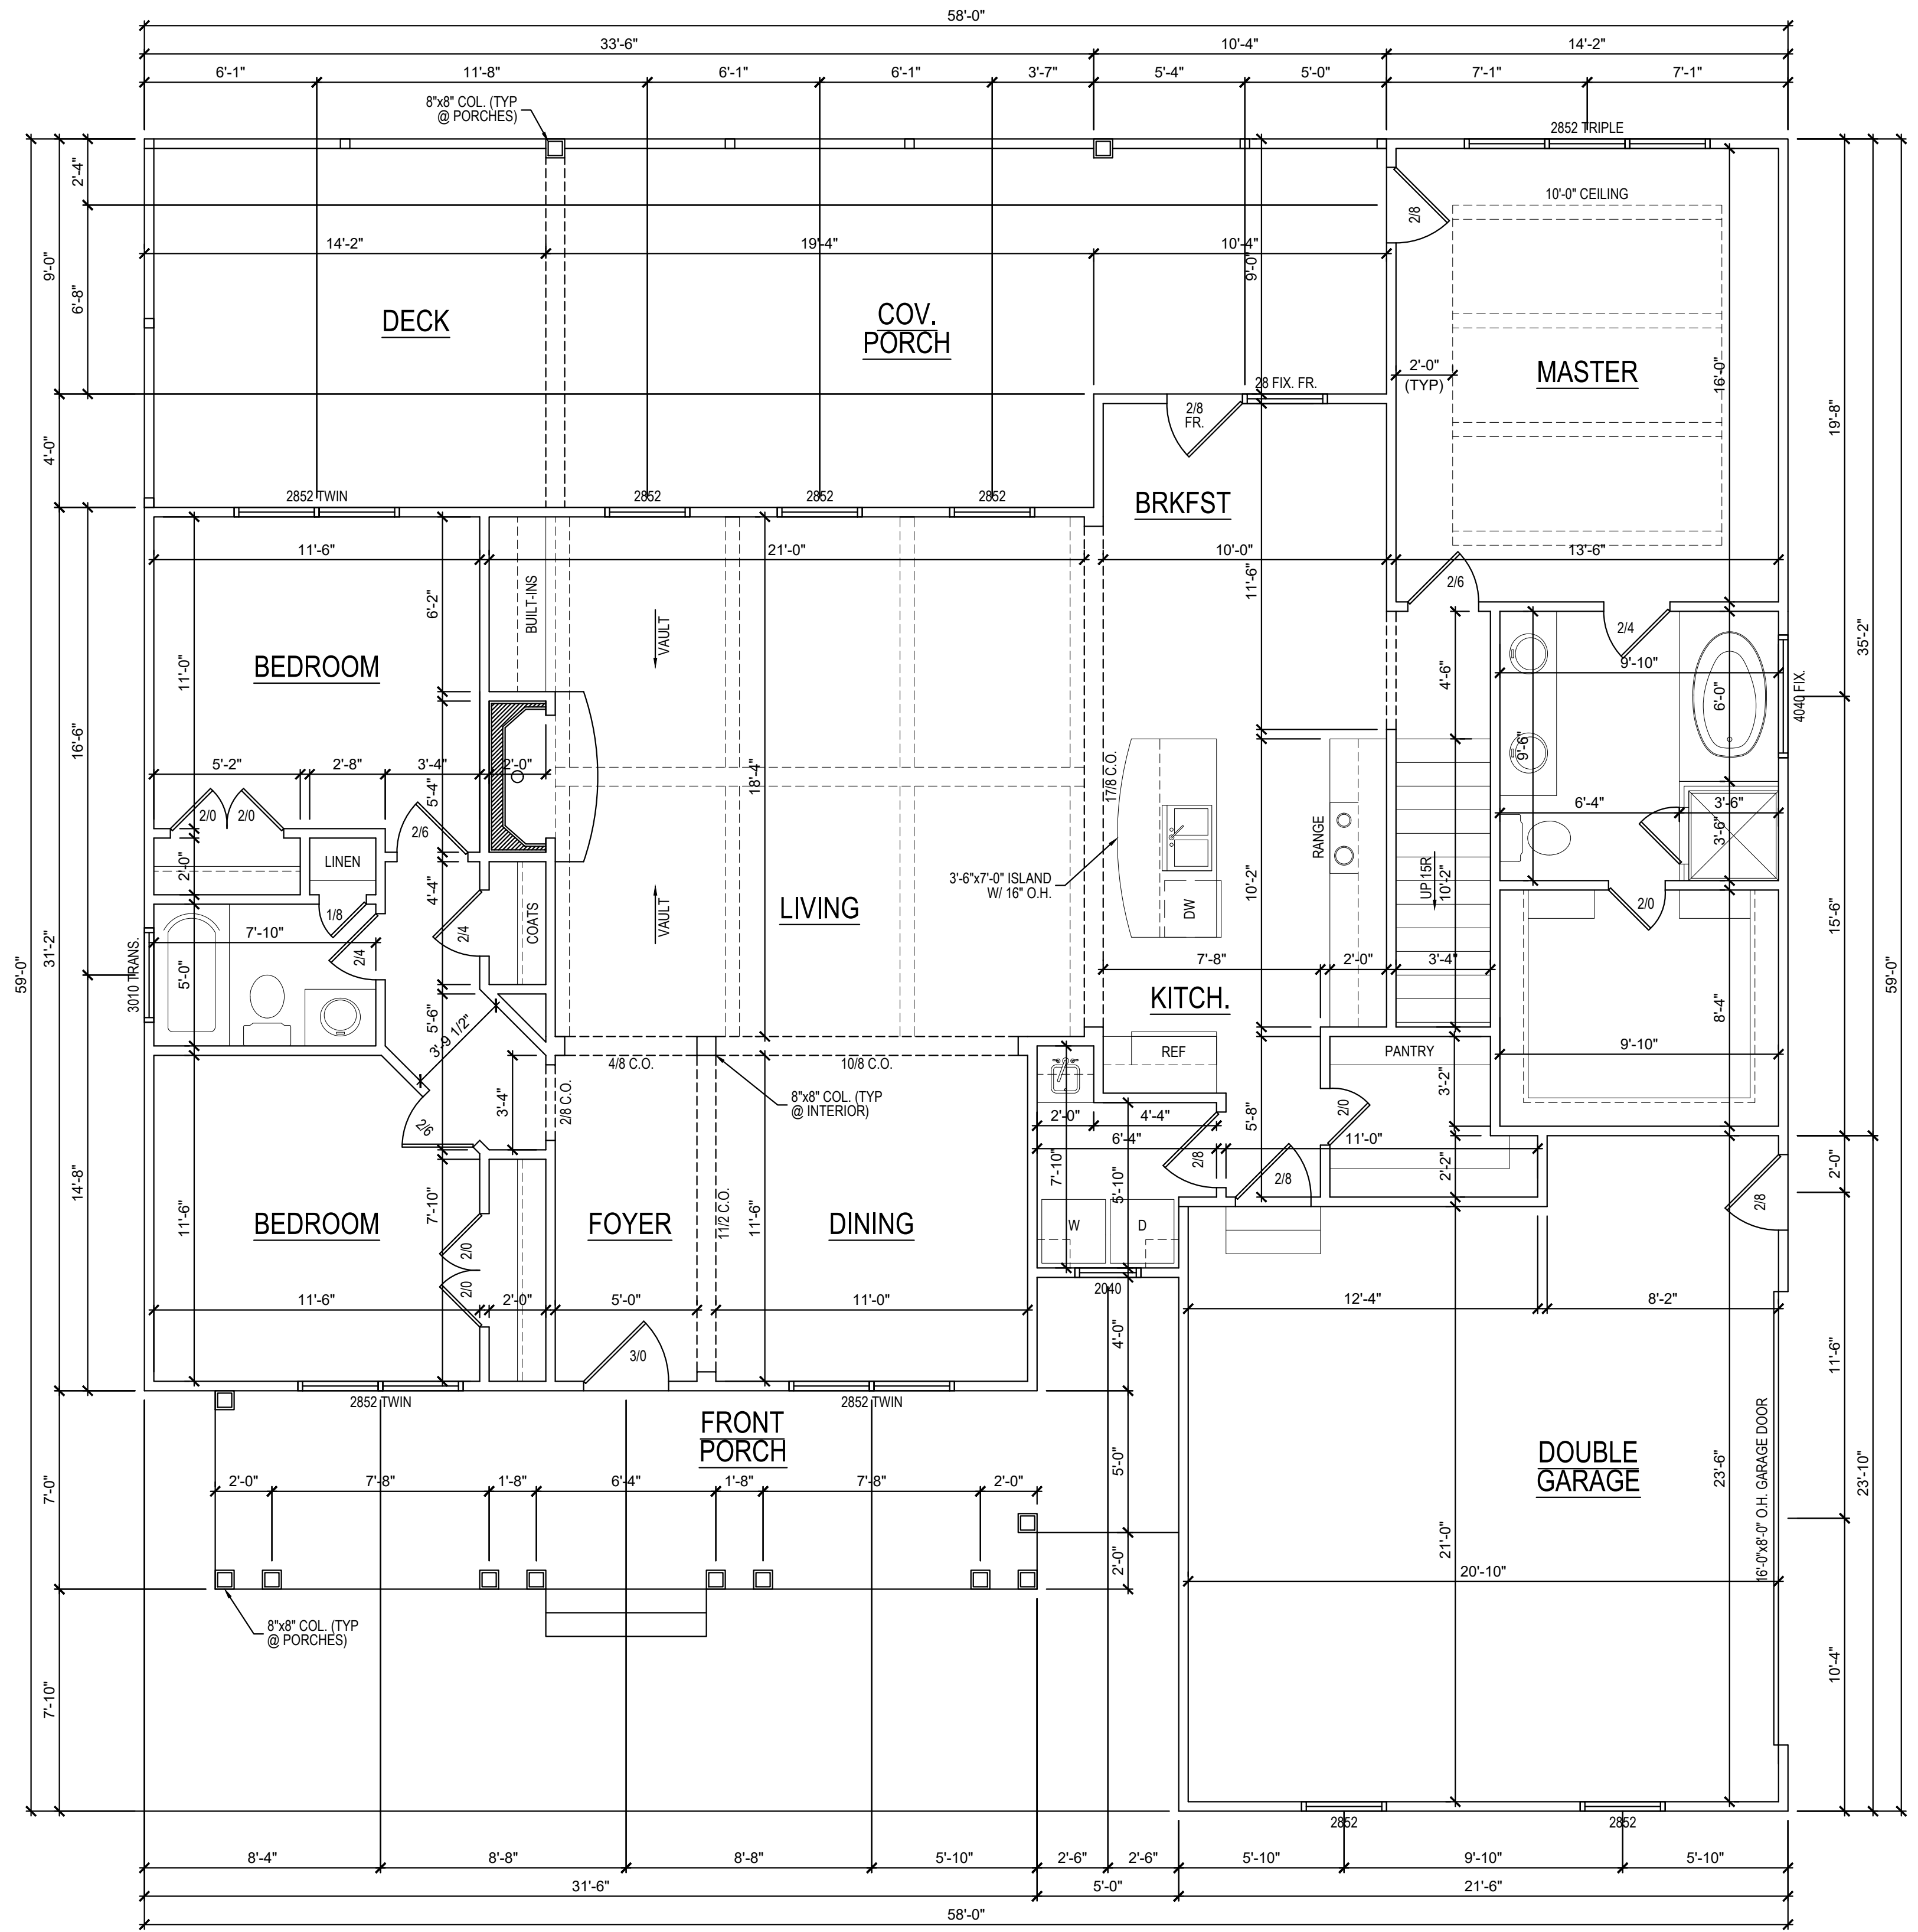 58'-0"
33'-6"
10'-4"
14'-2"
6'-1"
11'-8"
6'-1"
6'-1"
3'-7"
5'-4"
5'-0"
7'-1"
7'-1"
8"x8" COL. (TYP
@ PORCHES)
2852 TRIPLE
2'-4"
10'-0" CEILING
2/8
14'-2"
19'-4"
10'-4"
9'-0"
9'-0"
6'-8"
DECK
COV.
PORCH
MASTER
2'-0"
(TYP)
16'-0"
28 FIX. FR.
2/8
FR.
19'-8"
4'-0"
2852 TWIN
2852
2852
2852
BRKFST
11'-6"
21'-0"
10'-0"
13'-6"
6'-2"
BUILT-INS
VAULT
11'-6"
2/6
2/4
35'-2"
BEDROOM
11'-0"
4'-6"
9'-10"
6'-0"
4040 FIX.
16'-6"
9'-6"
5'-2"
2'-8"
3'-4"
2'-0"
5'-4"
18'-4"
17/8 C.O.
6'-4"
3'-6"
3'-6"
2/0
2/0
2/6
RANGE
LINEN
2'-0"
4'-4"
3'-6"x7'-0" ISLAND
W/ 16" O.H.
10'-2"
UP 15R
10'-2"
LIVING
VAULT
COATS
DW
2/0
1/8
7'-10"
2/4
2/4
3010 TRANS.
5'-0"
31'-2"
59'-0"
15'-6"
59'-0"
7'-8"
2'-0"
3'-4"
KITCH.
8'-4"
5'-6"
3'-9 1/2"
4/8 C.O.
10/8 C.O.
REF
PANTRY
9'-10"
3'-4"
2/8 C.O.
8"x8" COL. (TYP
@ INTERIOR)
3'-2"
2'-0"
4'-4"
5'-8"
2/0
2/6
6'-4"
11'-0"
7'-10"
5'-10"
2/8
2/8
2'-2"
2'-0"
2/8
14'-8"
11'-6"
7'-10"
11/2 C.O.
11'-6"
BEDROOM
FOYER
DINING
W
D
2/0
2/0
2040
11'-6"
2'-0"
5'-0"
11'-0"
12'-4"
8'-2"
3/0
4'-0"
11'-6"
2852 TWIN
2852 TWIN
FRONT
PORCH
DOUBLE
GARAGE
16'-0"x8'-0" O.H. GARAGE DOOR
5'-0"
23'-6"
23'-10"
7'-0"
2'-0"
7'-8"
1'-8"
6'-4"
1'-8"
7'-8"
2'-0"
21'-0"
2'-0"
20'-10"
8"x8" COL. (TYP
@ PORCHES)
10'-4"
7'-10"
2852
2852
8'-4"
8'-8"
8'-8"
5'-10"
2'-6"
2'-6"
5'-10"
9'-10"
5'-10"
31'-6"
5'-0"
21'-6"
58'-0"